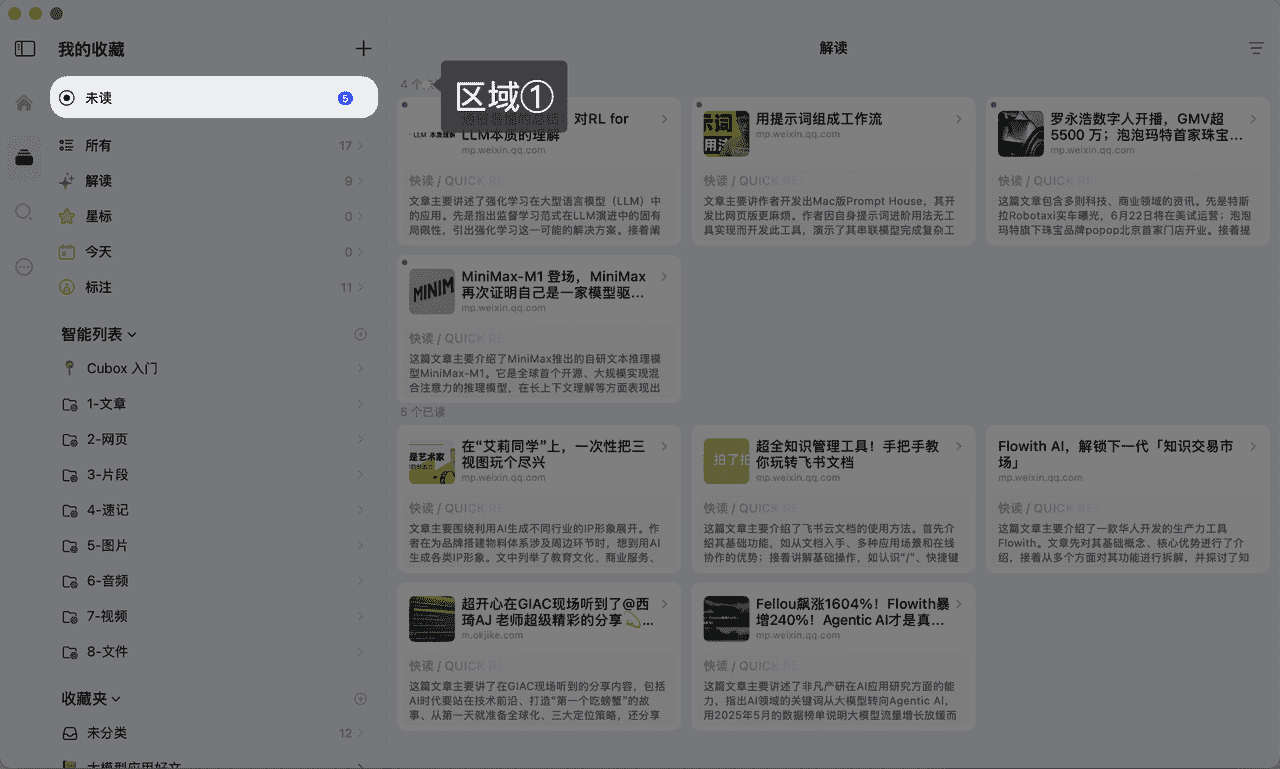 我的收藏
未读
5
所有
17
解读
9
星标
0
今天
0
标注
11
智能列表
Cubox 入门
1-文章
2-网页
3-片段
4-速记
5-图片
6-音频
7-视频
8-文件
收藏夹
未分类
12
大模型应用好文
解读
4 个
区域①
对RL for
LLM本质的理解
mp.weixin.qq.com
快读 / QUICK RE
文章主要讲述了强化学习在大型语言模型（LLM）中
的应用。先是指出监督学习范式在LLM演进中的固有
局限性，引出强化学习这一可能的解决方案。接着阐
用提示词组成工作流
mp.weixin.qq.com
快读 / QUICK RE
文章主要讲作者开发出Mac版Prompt House，其开
发比网页版更麻烦。作者因自身提示词进阶用法无工
具实现而开发此工具，演示了其串联模型完成复杂工
罗永浩数字人开播，GMV超
5500 万；泡泡玛特首家珠宝…
mp.weixin.qq.com
快读 / QUICK RE
这篇文章包含多则科技、商业领域的资讯。先是特斯
拉Robotaxi实车曝光，6月22日将在美试运营；泡泡
玛特旗下珠宝品牌popop北京首家门店开业。接着提
MINIM
MiniMax-M1 登场，MiniMax
再次证明自己是一家模型驱…
mp.weixin.qq.com
快读 / QUICK RE
这篇文章主要介绍了MiniMax推出的自研文本推理模
型MiniMax-M1。它是全球首个开源、大规模实现混
合注意力的推理模型，在长上下文理解等方面表现出
5 个已读
是艺术家
在“艾莉同学”上，一次性把三
视图玩个尽兴
mp.weixin.qq.com
快读 / QUICK RE
文章主要围绕利用AI生成不同行业的IP形象展开。作
者在为品牌搭建物料体系涉及周边环节时，想到用AI
生成各类IP形象。文中列举了教育文化、商业服务、
拍了拍
超全知识管理工具！手把手教
你玩转飞书文档
mp.weixin.qq.com
快读 / QUICK RE
这篇文章主要介绍了飞书云文档的使用方法。首先介
绍其基础功能，如从文档入手、多种应用场景和在线
协作的优势；接着讲解基础操作，如认识“/”、快捷键
Flowith AI，解锁下一代「知识交易市
场」
mp.weixin.qq.com
快读 / QUICK RE
这篇文章主要介绍了一款华人开发的生产力工具
Flowith。文章先对其基础概念、核心优势进行了介
绍，接着从多个方面对其功能进行拆解，并探讨了知
超开心在GIAC现场听到了@西
琦AJ 老师超级精彩的分享💫…
m.okjike.com
快读 / QUICK RE
这篇文章主要讲了在GIAC现场听到的分享内容，包括
AI时代要站在技术前沿、打造“第一个吃螃蟹”的故
事、从第一天就准备全球化、三大定位策略，还分享
Fellou飙涨1604%！Flowith暴
增240%！Agentic AI才是真…
mp.weixin.qq.com
快读 / QUICK RE
这篇文章主要讲述了非凡产研在AI应用研究方面的能
力，指出AI领域的关键词从大模型转向Agentic AI，
用2025年5月的数据榜单说明大模型流量增长放缓而